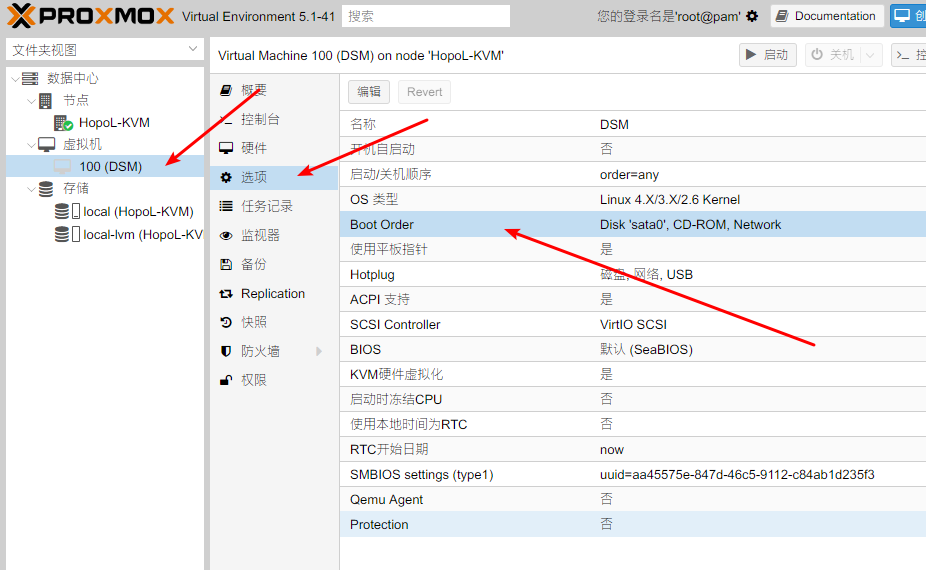 PROXMOX Virtual Environment 5.1-41 搜索 您的登录名是'root@pam' Documentation 创
文件夹视图
数据中心
节点
HopoL-KVM
虚拟机
100 (DSM)
存储
local (HopoL-KVM)
local-lvm (HopoL-KV
Virtual Machine 100 (DSM) on node 'HopoL-KVM' 启动 关机 控
概要
控制台
硬件
选项
任务记录
监视器
备份
Replication
快照
防火墙
权限
编辑 Revert
名称 DSM
开机自启动 否
启动/关机顺序 order=any
OS 类型 Linux 4.X/3.X/2.6 Kernel
Boot Order Disk 'sata0', CD-ROM, Network
使用平板指针 是
Hotplug 磁盘, 网络, USB
ACPI 支持 是
SCSI Controller VirtIO SCSI
BIOS 默认 (SeaBIOS)
KVM硬件虚拟化 是
启动时冻结CPU 否
使用本地时间为RTC 否
RTC开始日期 now
SMBIOS settings (type1) uuid=aa45575e-847d-46c5-9112-c84ab1d235f3
Qemu Agent 否
Protection 否